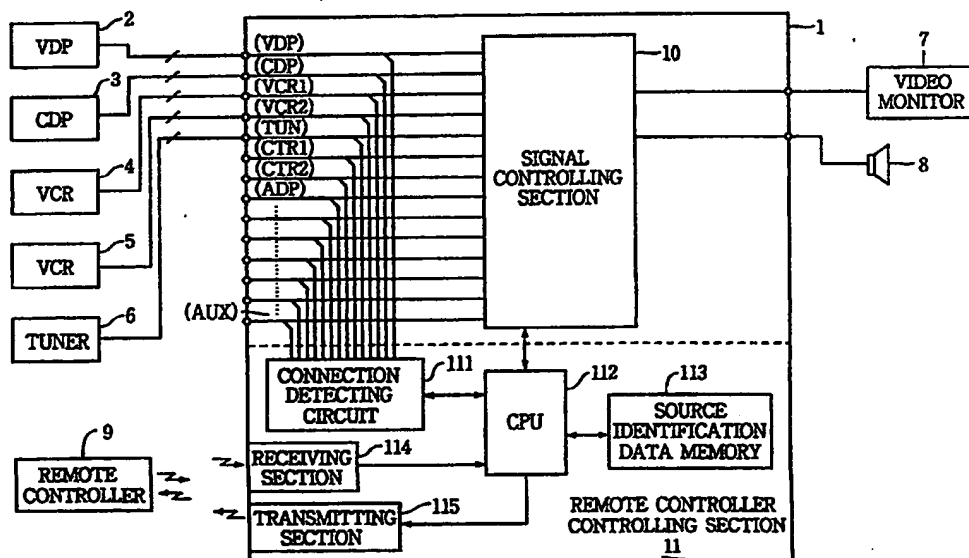 2
VDP
3
CDP
4
VCR
5
VCR
6
TUNER
(VDP)
(CDP)
(VCR1)
(VCR2)
(TUN)
(CTR1)
(CTR2)
(ADP)
(AUX)
10
SIGNAL
CONTROLLING
SECTION
1
7
VIDEO
MONITOR
8
CONNECTION
DETECTING
CIRCUIT
111
CPU
112
113
SOURCE
IDENTIFICATION
DATA MEMORY
9
REMOTE
CONTROLLER
RECEIVING
SECTION
114
TRANSMITTING
SECTION
115
REMOTE CONTROLLER
CONTROLLING SECTION
11